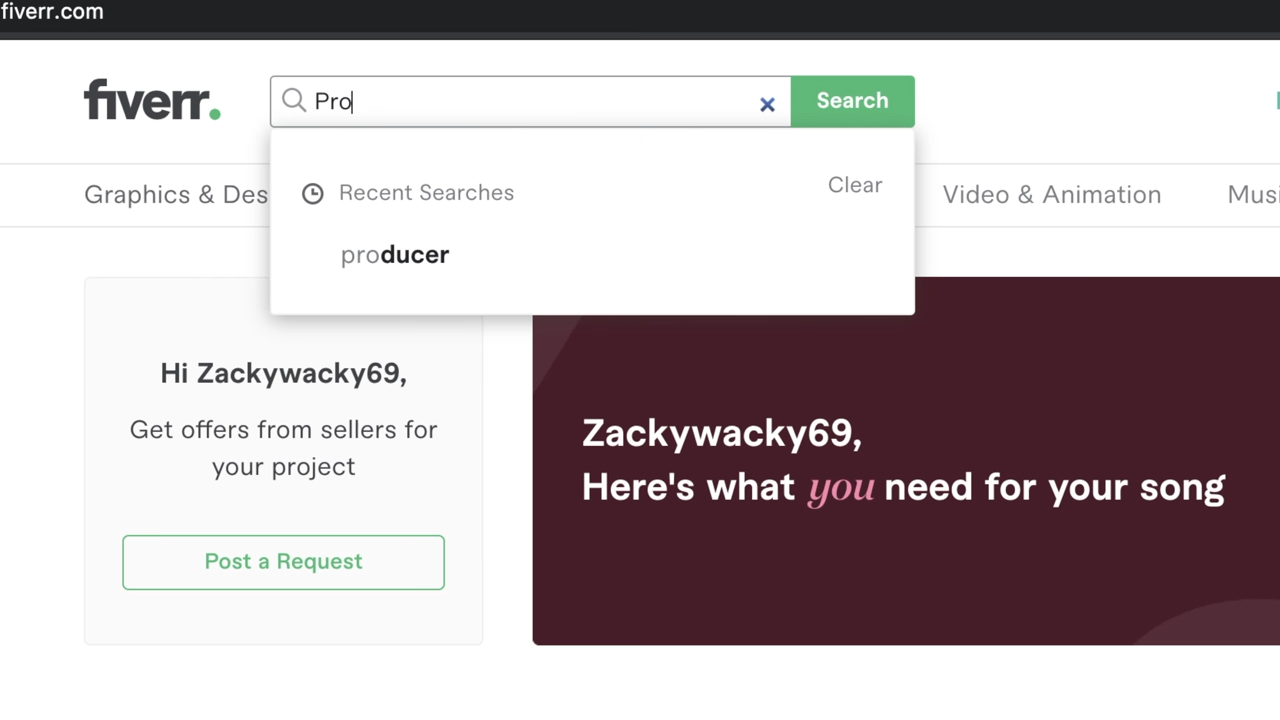 fiverr.com
fiverr.
Pro
Search
Recent Searches
Clear
producer
Graphics & Des
Video & Animation
Musi
Hi Zackywacky69,
Get offers from sellers for
your project
Post a Request
Zackywacky69,
Here's what you need for your song